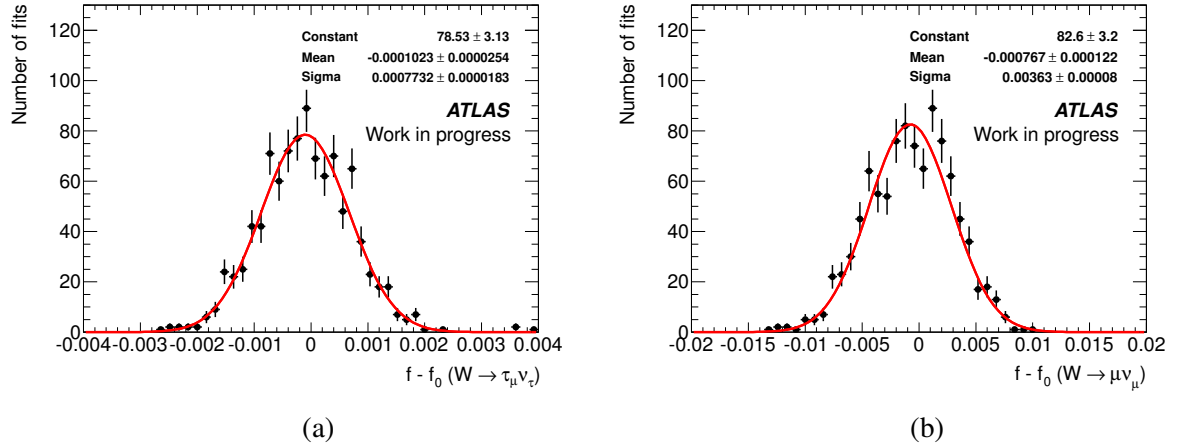 Number of fits
120
100
80
60
40
20
0
Constant 78.53 ± 3.13
Mean -0.0001023 ± 0.0000254
Sigma 0.0007732 ± 0.0000183
ATLAS
Work in progress
-0.004 -0.003 -0.002 -0.001 0 0.001 0.002 0.003 0.004
f - f₀ (W → τ_μ ν_τ)
(a)
Number of fits
120
100
80
60
40
20
0
Constant 82.6 ± 3.2
Mean -0.000767 ± 0.000122
Sigma 0.00363 ± 0.00008
ATLAS
Work in progress
-0.02 -0.015 -0.01 -0.005 0 0.005 0.01 0.015 0.02
f - f₀ (W → μν_μ)
(b)